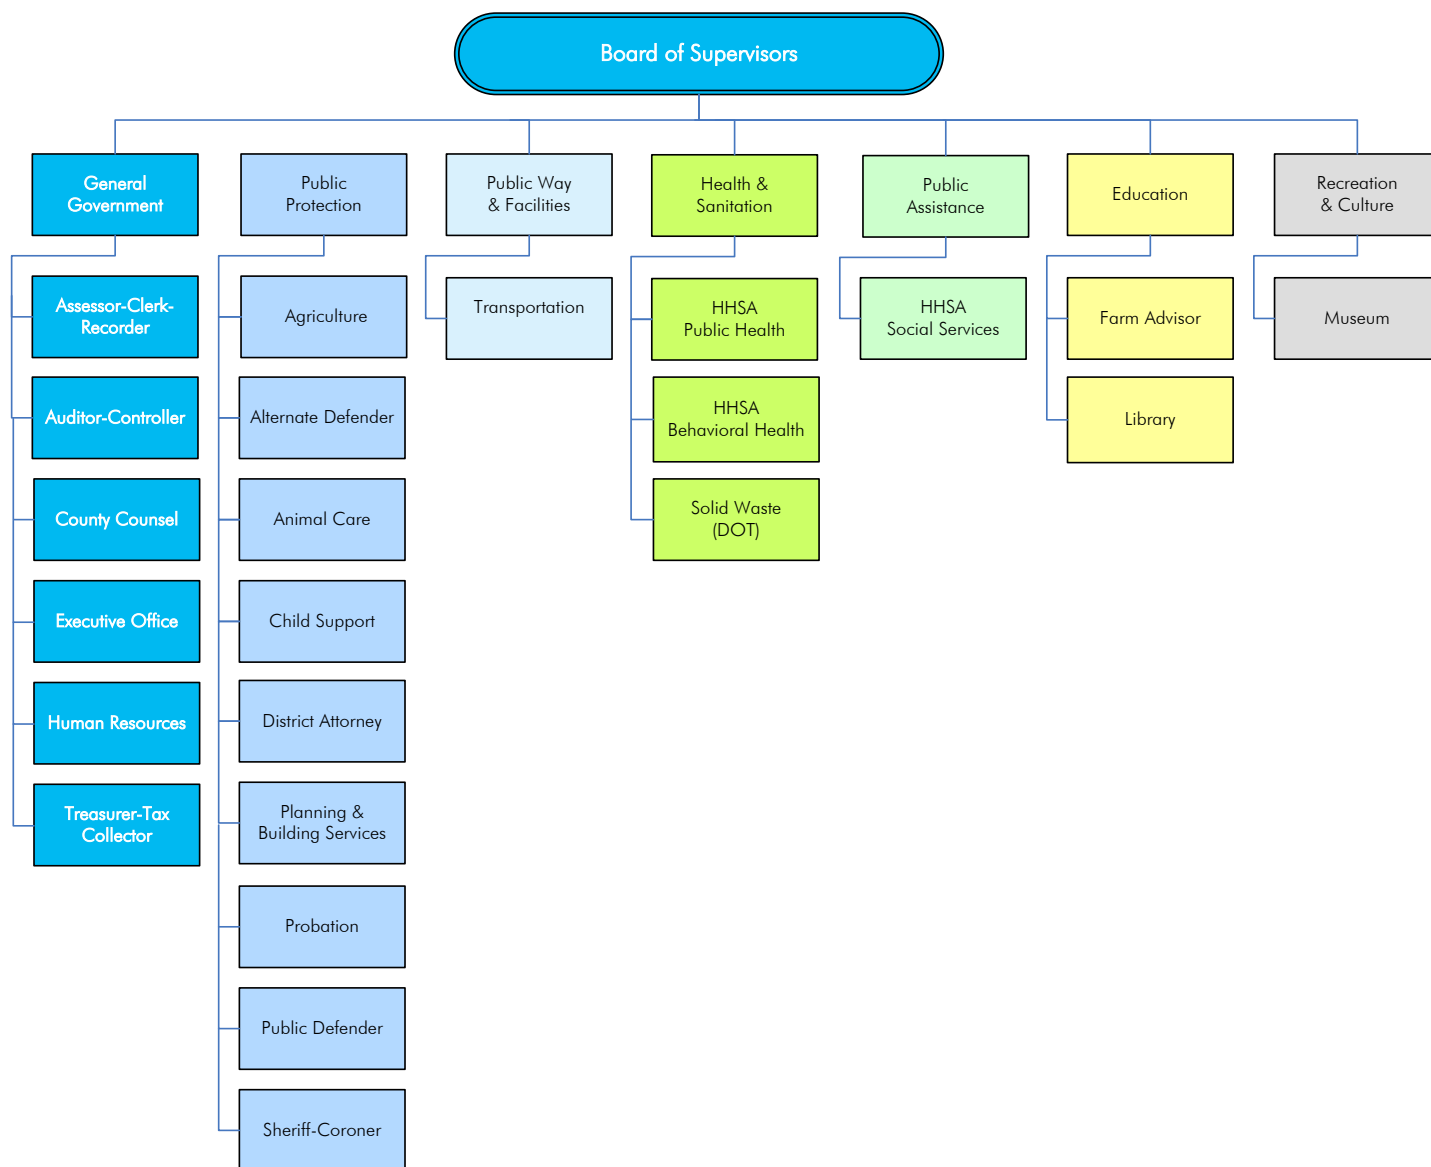 Board of Supervisors
General
Government
Public
Protection
Public Way
& Facilities
Health &
Sanitation
Public
Assistance
Education
Recreation
& Culture
Assessor-Clerk-
Recorder
Auditor-Controller
County Counsel
Executive Office
Human Resources
Treasurer-Tax
Collector
Agriculture
Alternate Defender
Animal Care
Child Support
District Attorney
Planning &
Building Services
Probation
Public Defender
Sheriff-Coroner
Transportation
HHSA
Public Health
HHSA
Behavioral Health
Solid Waste
(DOT)
HHSA
Social Services
Farm Advisor
Library
Museum